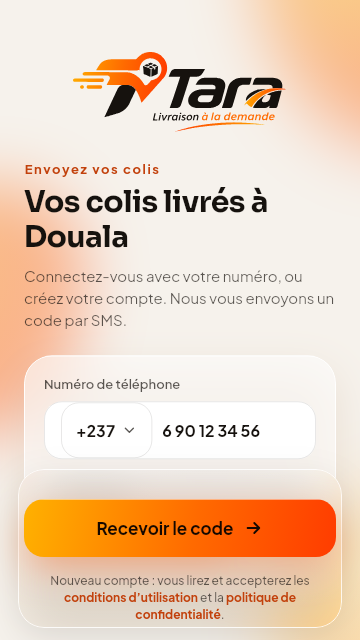 Tara
Livraison à la demande
Envoyez vos colis
Vos colis livrés à
Douala
Connectez-vous avec votre numéro, ou
créez votre compte. Nous vous envoyons un
code par SMS.
Numéro de téléphone
+237 6 90 12 34 56
Recevoir le code →
Nouveau compte : vous lirez et accepterez les
conditions d’utilisation et la politique de
confidentialité.